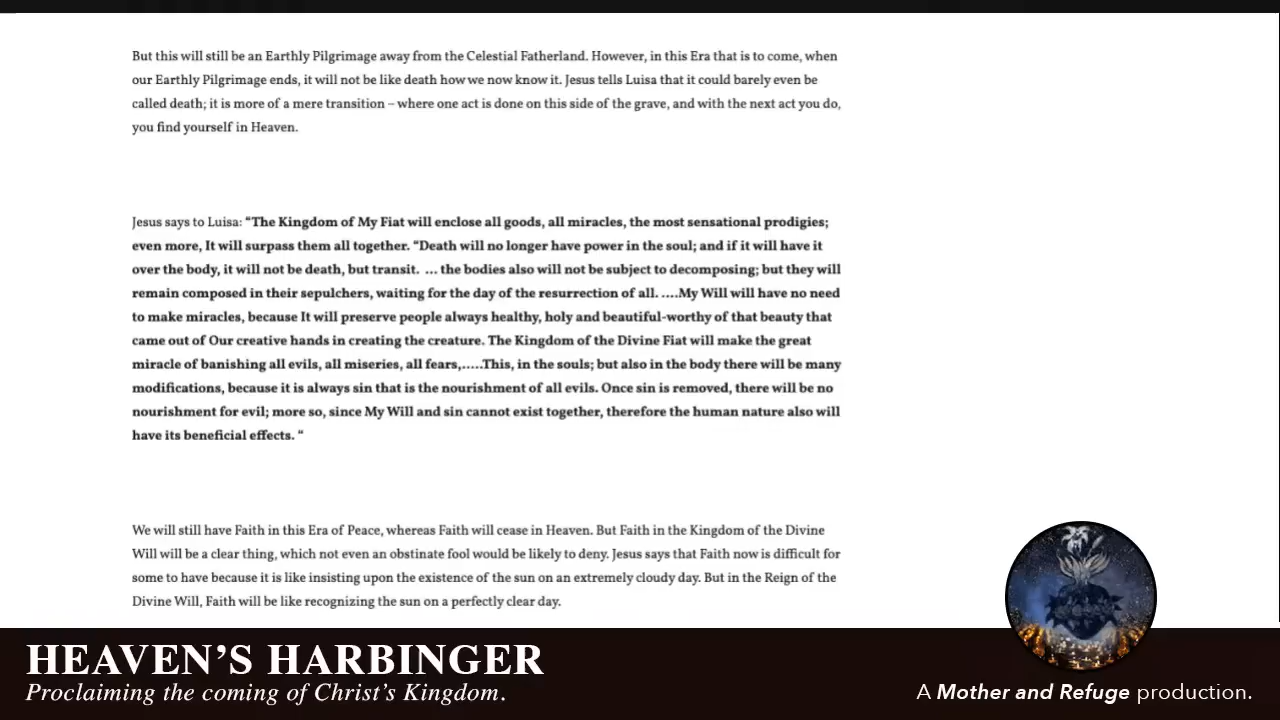 But this will still be an Earthly Pilgrimage away from the Celestial Fatherland. However, in this Era that is to come, when
our Earthly Pilgrimage ends, it will not be like death how we now know it. Jesus tells Luisa that it could barely even be
called death; it is more of a mere transition – where one act is done on this side of the grave, and with the next act you do,
you find yourself in Heaven.
Jesus says to Luisa: “The Kingdom of My Fiat will enclose all goods, all miracles, the most sensational prodigies;
even more, It will surpass them all together. “Death will no longer have power in the soul; and if it will have it
over the body, it will not be death, but transit. … the bodies also will not be subject to decomposing; but they will
remain composed in their sepulchers, waiting for the day of the resurrection of all. ….My Will will have no need
to make miracles, because It will preserve people always healthy, holy and beautiful-worthy of that beauty that
came out of Our creative hands in creating the creature. The Kingdom of the Divine Fiat will make the great
miracle of banishing all evils, all miseries, all fears,…..This, in the souls; but also in the body there will be many
modifications, because it is always sin that is the nourishment of all evils. Once sin is removed, there will be no
nourishment for evil; more so, since My Will and sin cannot exist together, therefore the human nature also will
have its beneficial effects. “
We will still have Faith in this Era of Peace, whereas Faith will cease in Heaven. But Faith in the Kingdom of the Divine
Will will be a clear thing, which not even an obstinate fool would be likely to deny. Jesus says that Faith now is difficult for
some to have because it is like insisting upon the existence of the sun on an extremely cloudy day. But in the Reign of the
Divine Will, Faith will be like recognizing the sun on a perfectly clear day.
HEAVEN’S HARBINGER
Proclaiming the coming of Christ’s Kingdom.
A Mother and Refuge production.